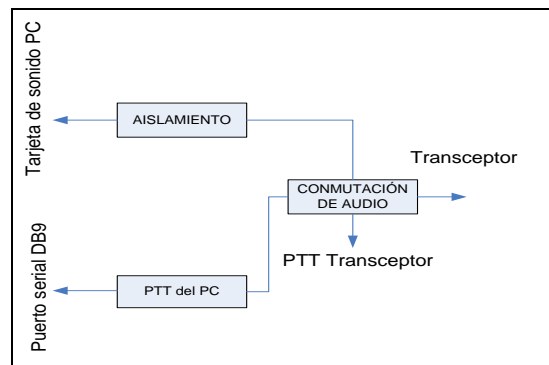 Tarjeta de sonido PC
AISLAMIENTO
Transceptor
CONMUTACIÓN
DE AUDIO
PTT Transceptor
Puerto serial DB9
PTT del PC